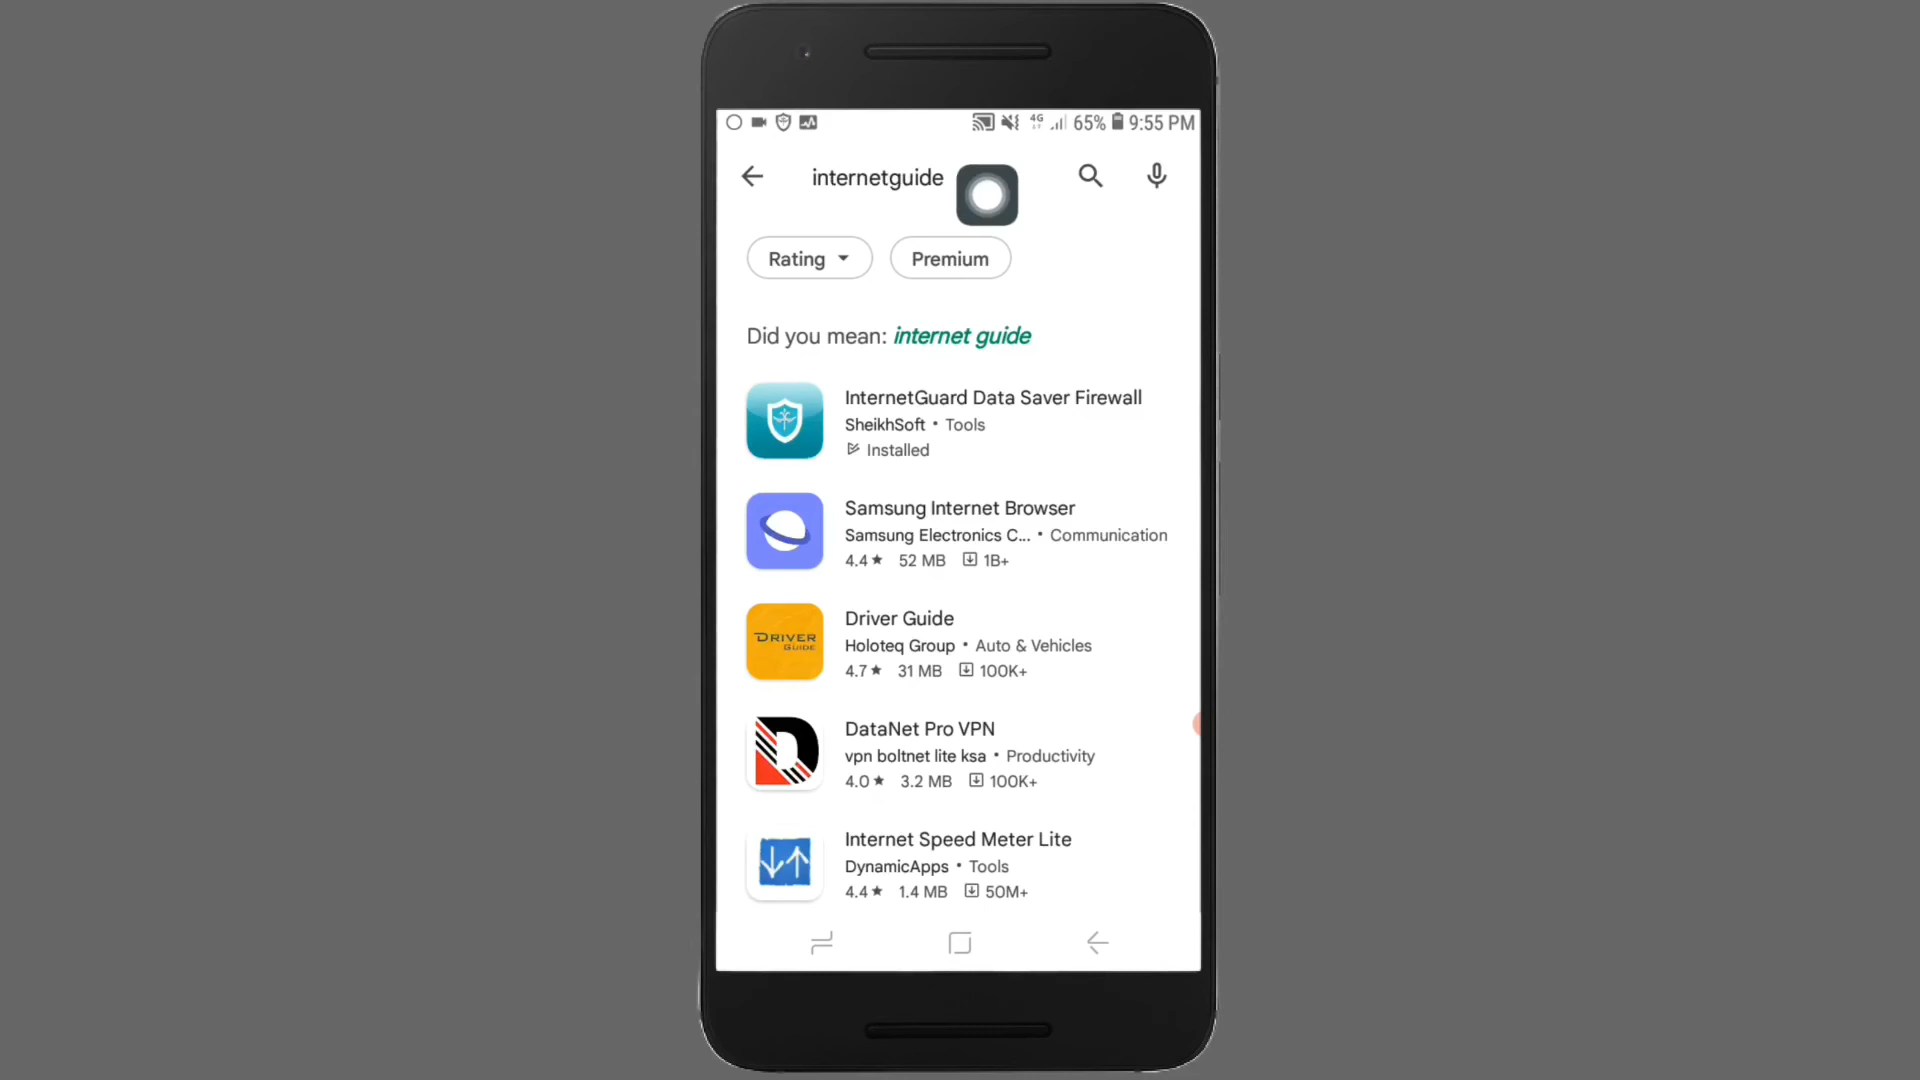 4G 65% 9:55 PM
internetguide
Rating Premium
Did you mean: internet guide
InternetGuard Data Saver Firewall
SheikhSoft • Tools
Installed
Samsung Internet Browser
Samsung Electronics C... • Communication
4.4★ 52 MB 1B+
DRIVER
GUIDE
Driver Guide
Holoteq Group • Auto & Vehicles
4.7★ 31 MB 100K+
DataNet Pro VPN
vpn boltnet lite ksa • Productivity
4.0★ 3.2 MB 100K+
Internet Speed Meter Lite
DynamicApps • Tools
4.4★ 1.4 MB 50M+